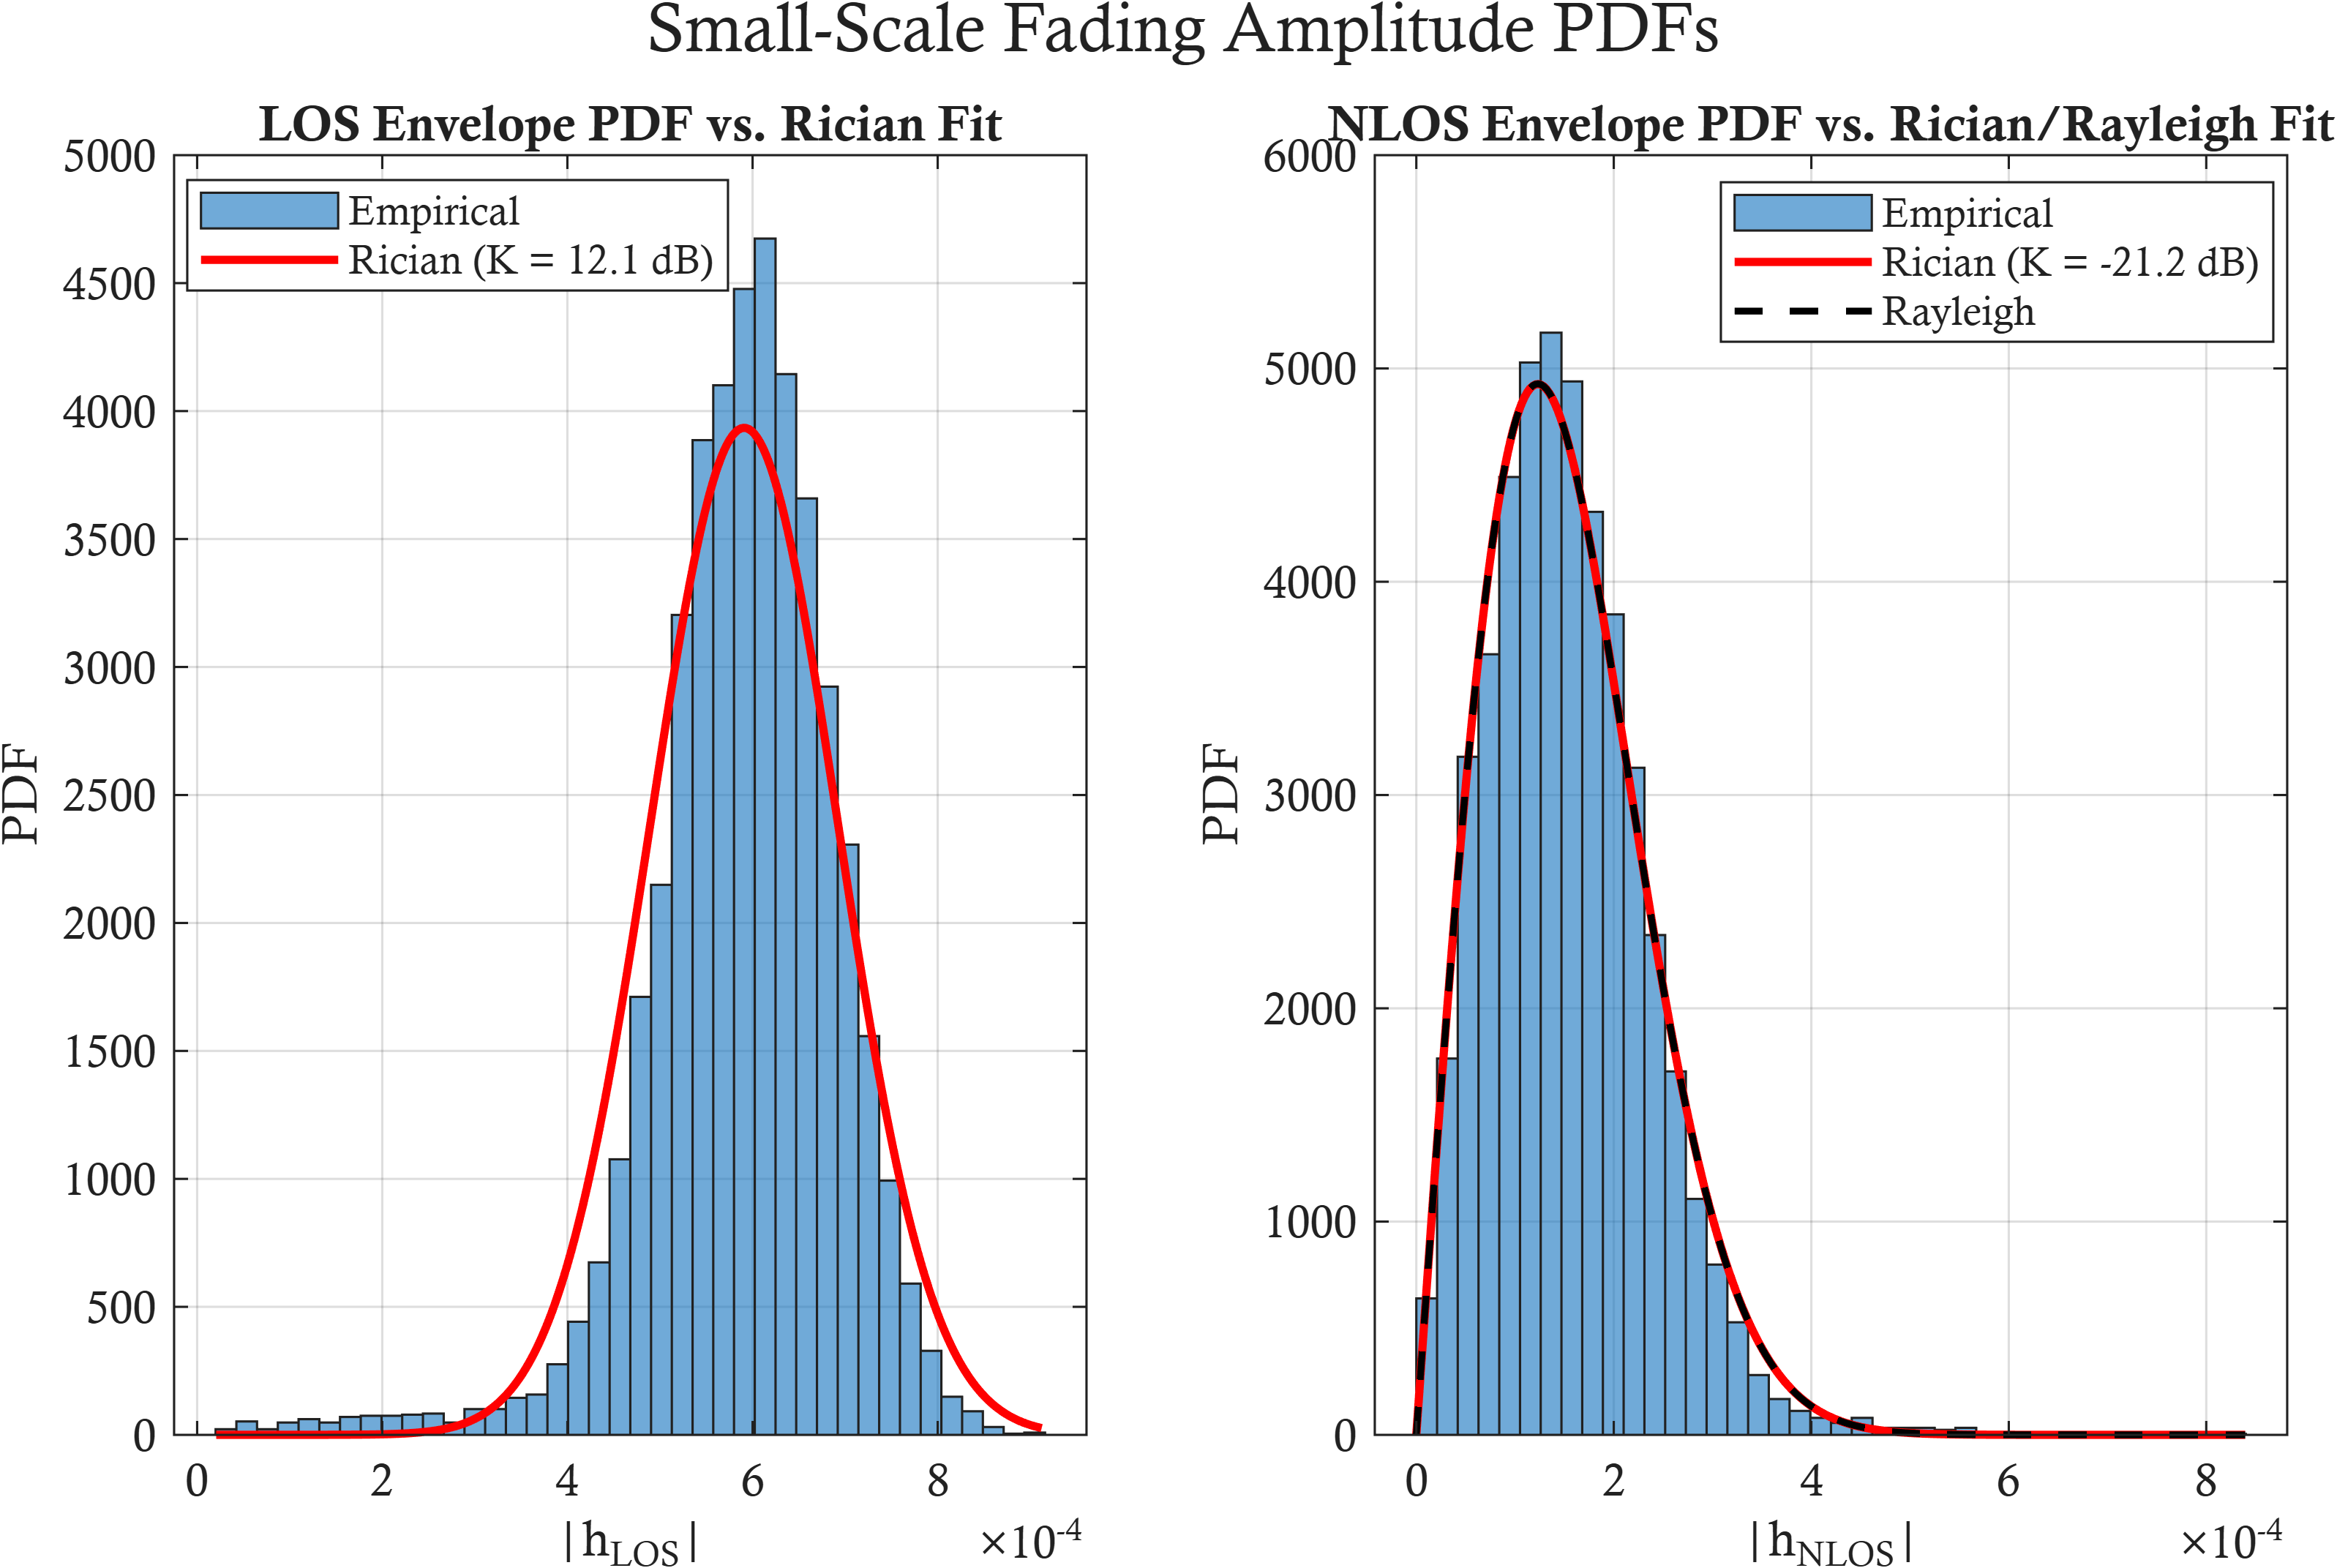 Small-Scale Fading Amplitude PDFs
LOS Envelope PDF vs. Rician Fit
5000
4500
4000
3500
3000
2500
2000
1500
1000
500
0
PDF
Empirical
Rician (K = 12.1 dB)
0 2 4 6 8
|h_LOS|
×10^-4
NLOS Envelope PDF vs. Rician/Rayleigh Fit
6000
5000
4000
3000
2000
1000
0
PDF
Empirical
Rician (K = -21.2 dB)
Rayleigh
0 2 4 6 8
|h_NLOS|
×10^-4